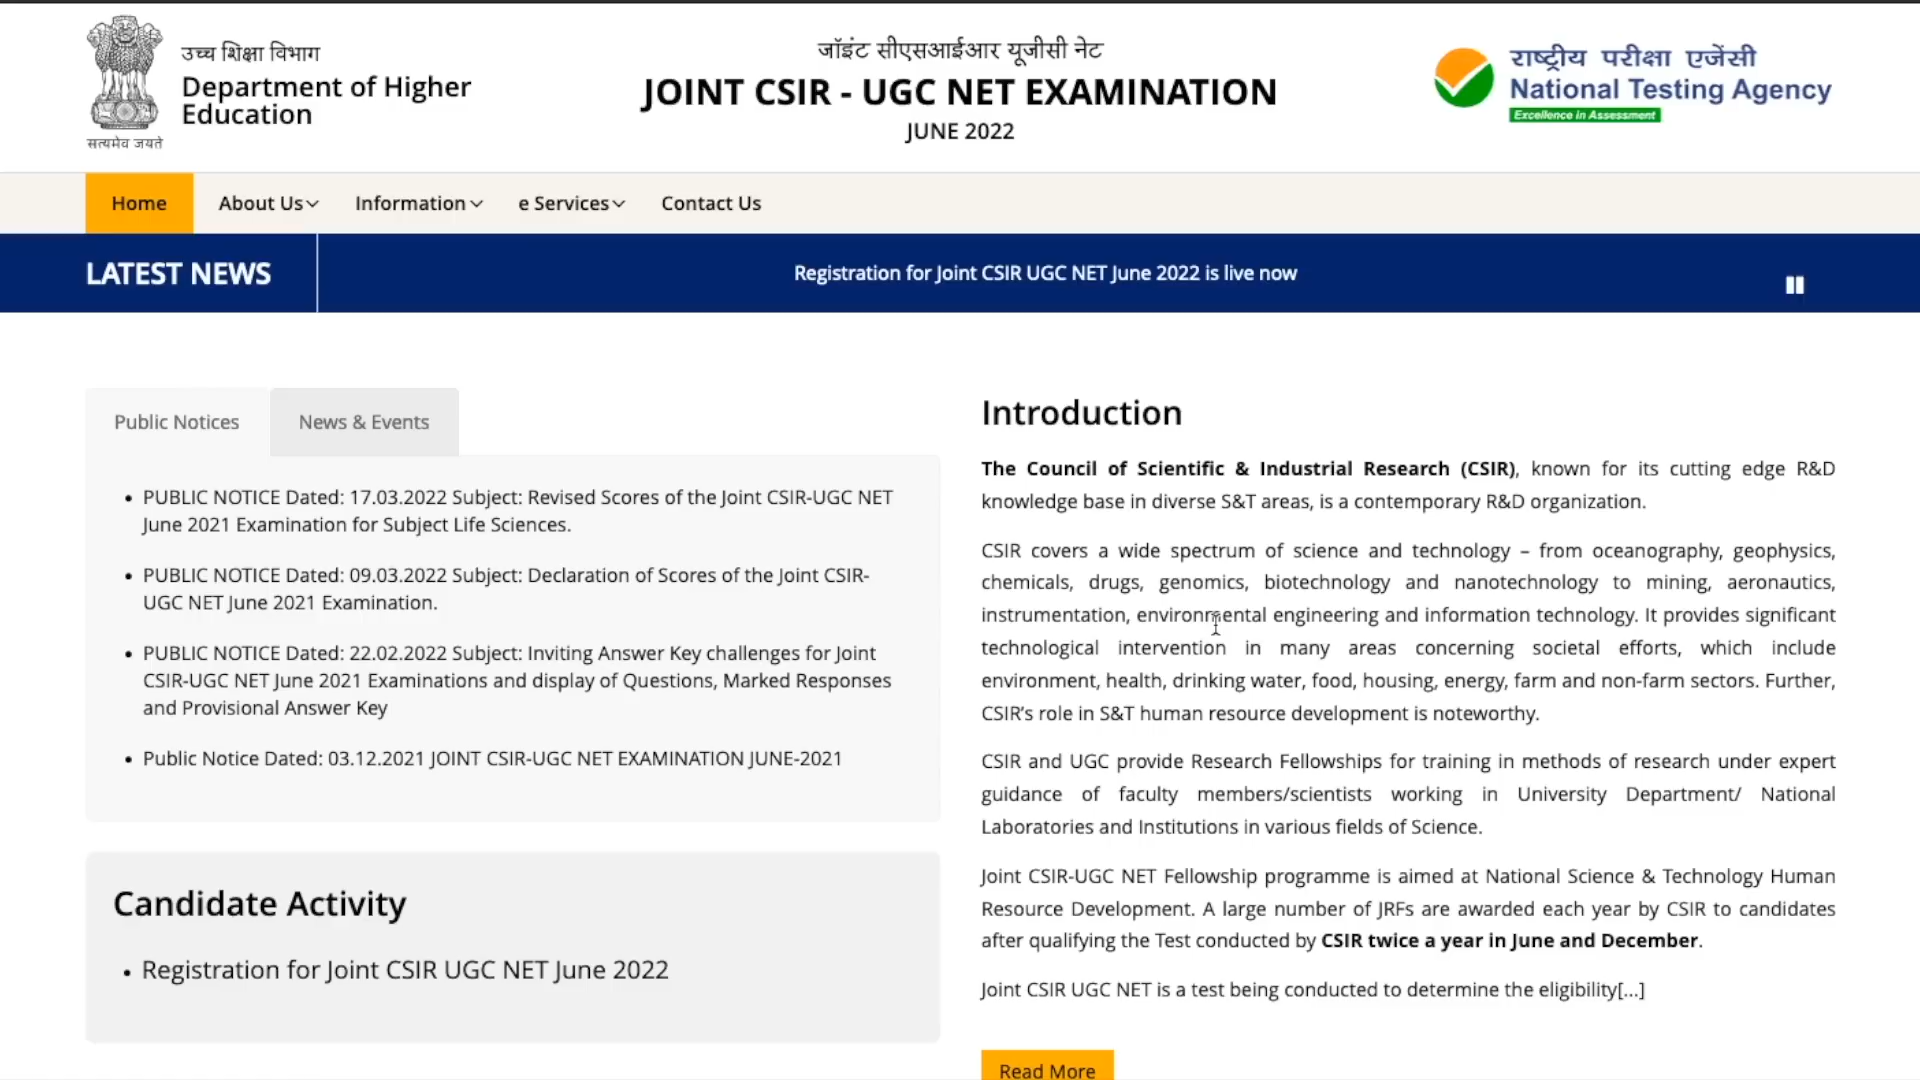 उच्च शिक्षा विभाग
Department of Higher
Education
सत्यमेव जयते
जॉइंट सीएसआईआर यूजीसी नेट
JOINT CSIR - UGC NET EXAMINATION
JUNE 2022
राष्ट्रीय परीक्षा एजेंसी
National Testing Agency
Excellence in Assessment
Home About Us Information e Services Contact Us
LATEST NEWS
Registration for Joint CSIR UGC NET June 2022 is live now
Public Notices News & Events
PUBLIC NOTICE Dated: 17.03.2022 Subject: Revised Scores of the Joint CSIR-UGC NET
June 2021 Examination for Subject Life Sciences.
PUBLIC NOTICE Dated: 09.03.2022 Subject: Declaration of Scores of the Joint CSIR-
UGC NET June 2021 Examination.
PUBLIC NOTICE Dated: 22.02.2022 Subject: Inviting Answer Key challenges for Joint
CSIR-UGC NET June 2021 Examinations and display of Questions, Marked Responses
and Provisional Answer Key
Public Notice Dated: 03.12.2021 JOINT CSIR-UGC NET EXAMINATION JUNE-2021
Candidate Activity
Registration for Joint CSIR UGC NET June 2022
Introduction
The Council of Scientific & Industrial Research (CSIR), known for its cutting edge R&D
knowledge base in diverse S&T areas, is a contemporary R&D organization.
CSIR covers a wide spectrum of science and technology – from oceanography, geophysics,
chemicals, drugs, genomics, biotechnology and nanotechnology to mining, aeronautics,
instrumentation, environmental engineering and information technology. It provides significant
technological intervention in many areas concerning societal efforts, which include
environment, health, drinking water, food, housing, energy, farm and non-farm sectors. Further,
CSIR’s role in S&T human resource development is noteworthy.
CSIR and UGC provide Research Fellowships for training in methods of research under expert
guidance of faculty members/scientists working in University Department/ National
Laboratories and Institutions in various fields of Science.
Joint CSIR-UGC NET Fellowship programme is aimed at National Science & Technology Human
Resource Development. A large number of JRFs are awarded each year by CSIR to candidates
after qualifying the Test conducted by CSIR twice a year in June and December.
Joint CSIR UGC NET is a test being conducted to determine the eligibility[...]
Read More